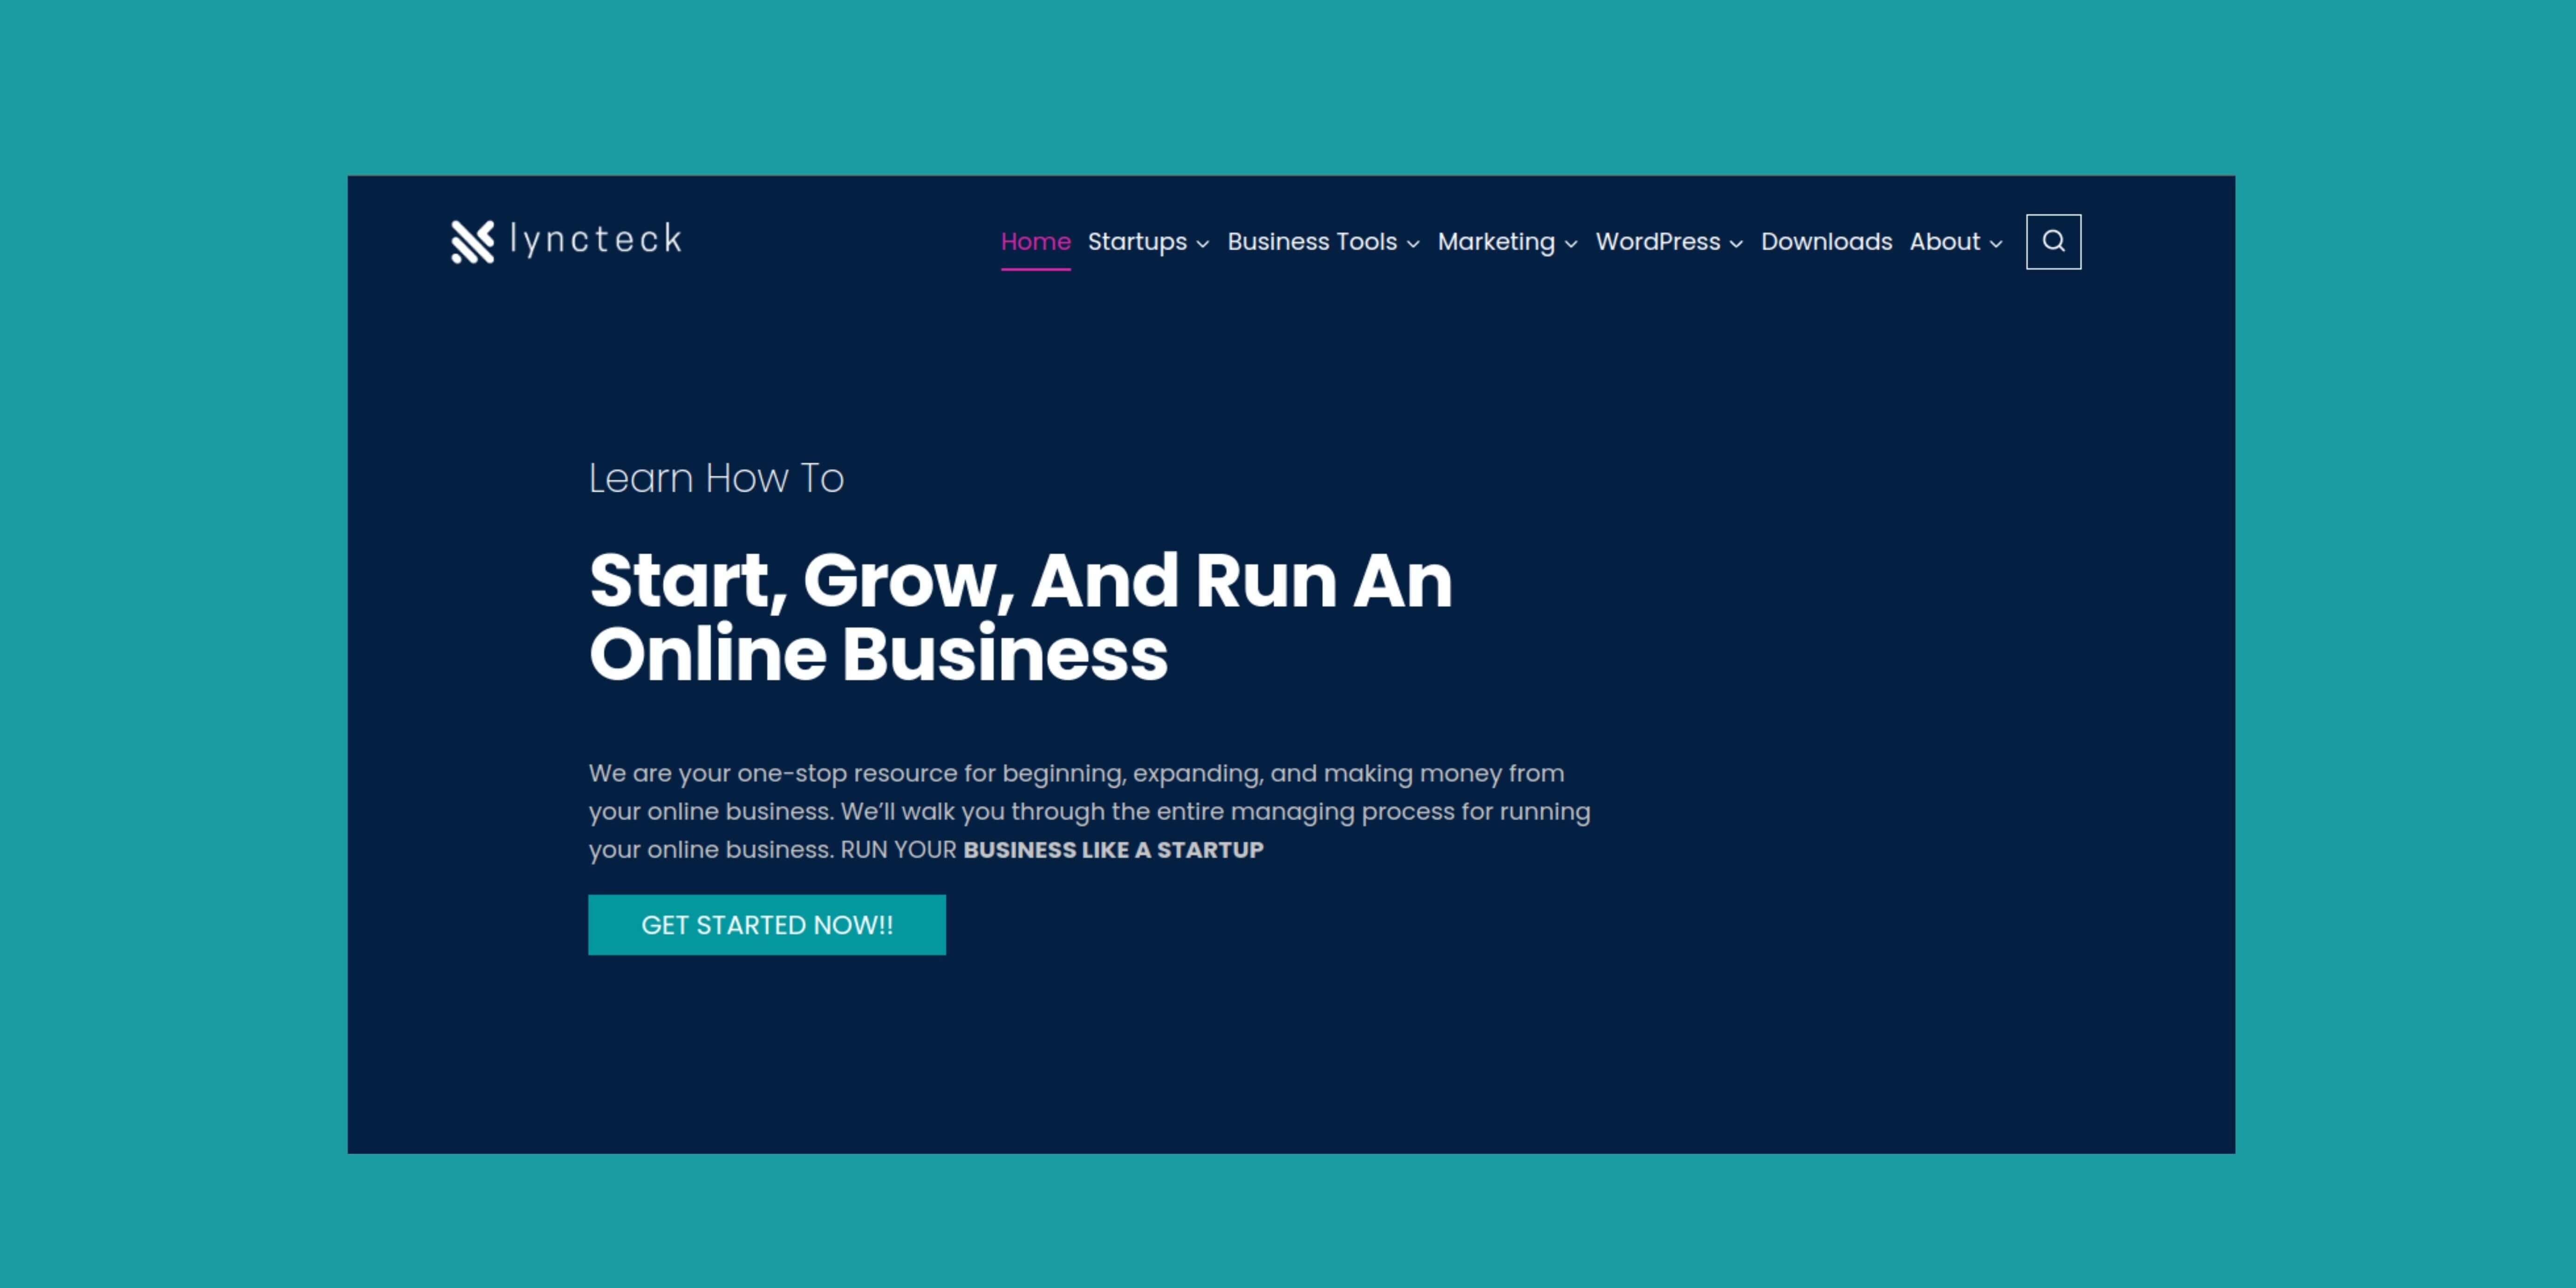 lyncteck
Home Startups Business Tools Marketing WordPress Downloads About
Learn How To
Start, Grow, And Run An
Online Business
We are your one-stop resource for beginning, expanding, and making money from
your online business. We’ll walk you through the entire managing process for running
your online business. RUN YOUR BUSINESS LIKE A STARTUP
GET STARTED NOW!!